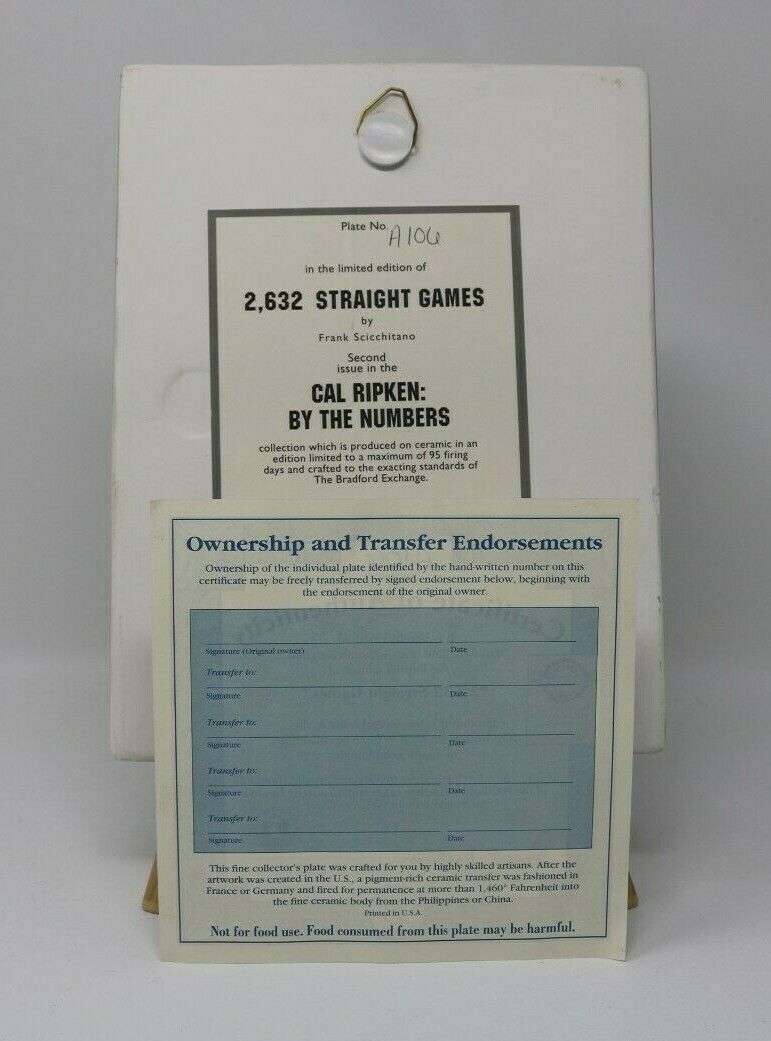 Plate No. A106
in the limited edition of
2,632 STRAIGHT GAMES
by
Frank Scicchitano
Second
issue in the
CAL RIPKEN:
BY THE NUMBERS
collection which is produced on ceramic in an
edition limited to a maximum of 95 firing
days and crafted to the exacting standards of
The Bradford Exchange.
Ownership and Transfer Endorsements
Ownership of the individual plate identified by the hand-written number on this
certificate may be freely transferred by signed endorsement below, beginning with
the endorsement of the original owner.
Signature (Original owner) Date
Transfer to:
Signature Date
Transfer to:
Signature Date
Transfer to:
Signature Date
Transfer to:
Signature Date
This fine collector's plate was crafted for you by highly skilled artisans. After the
artwork was created in the U.S., a pigment-rich ceramic transfer was fashioned in
France or Germany and fired for permanence at more than 1,460° Fahrenheit into
the fine ceramic body from the Philippines or China.
Printed in U.S.A.
Not for food use. Food consumed from this plate may be harmful.